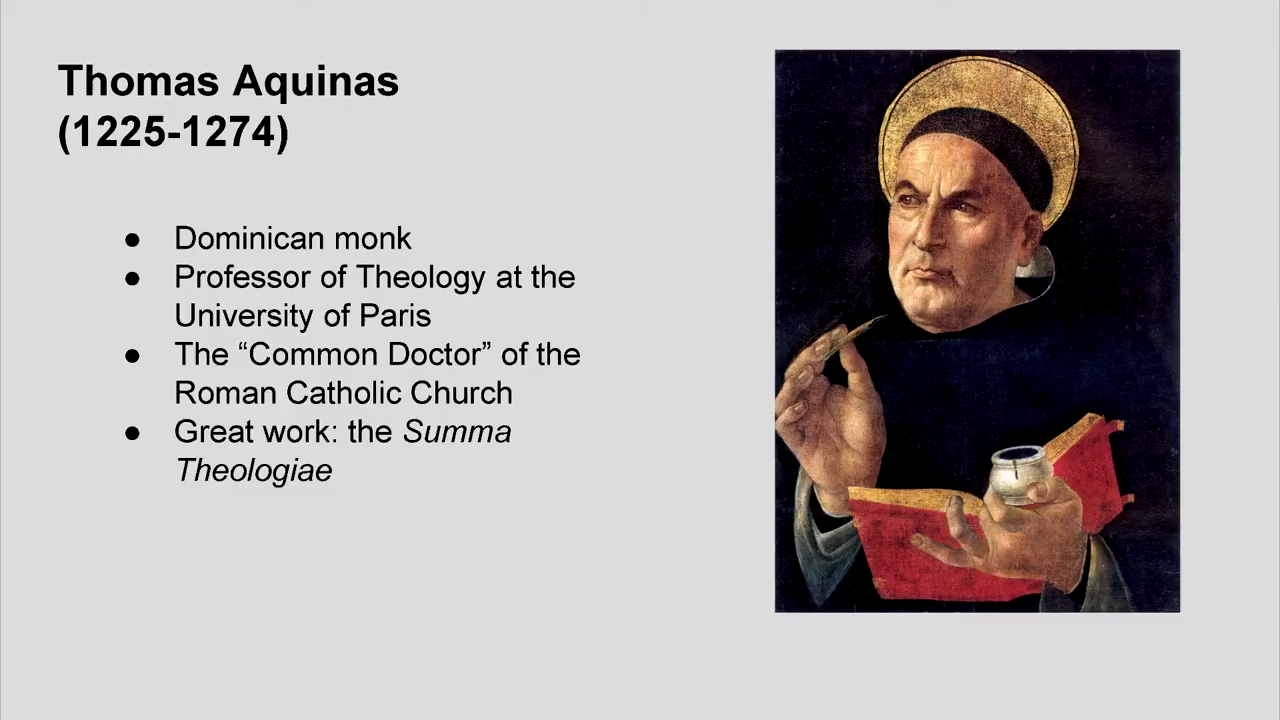 Thomas Aquinas
(1225-1274)
● Dominican monk
● Professor of Theology at the
University of Paris
● The “Common Doctor” of the
Roman Catholic Church
● Great work: the Summa
Theologiae